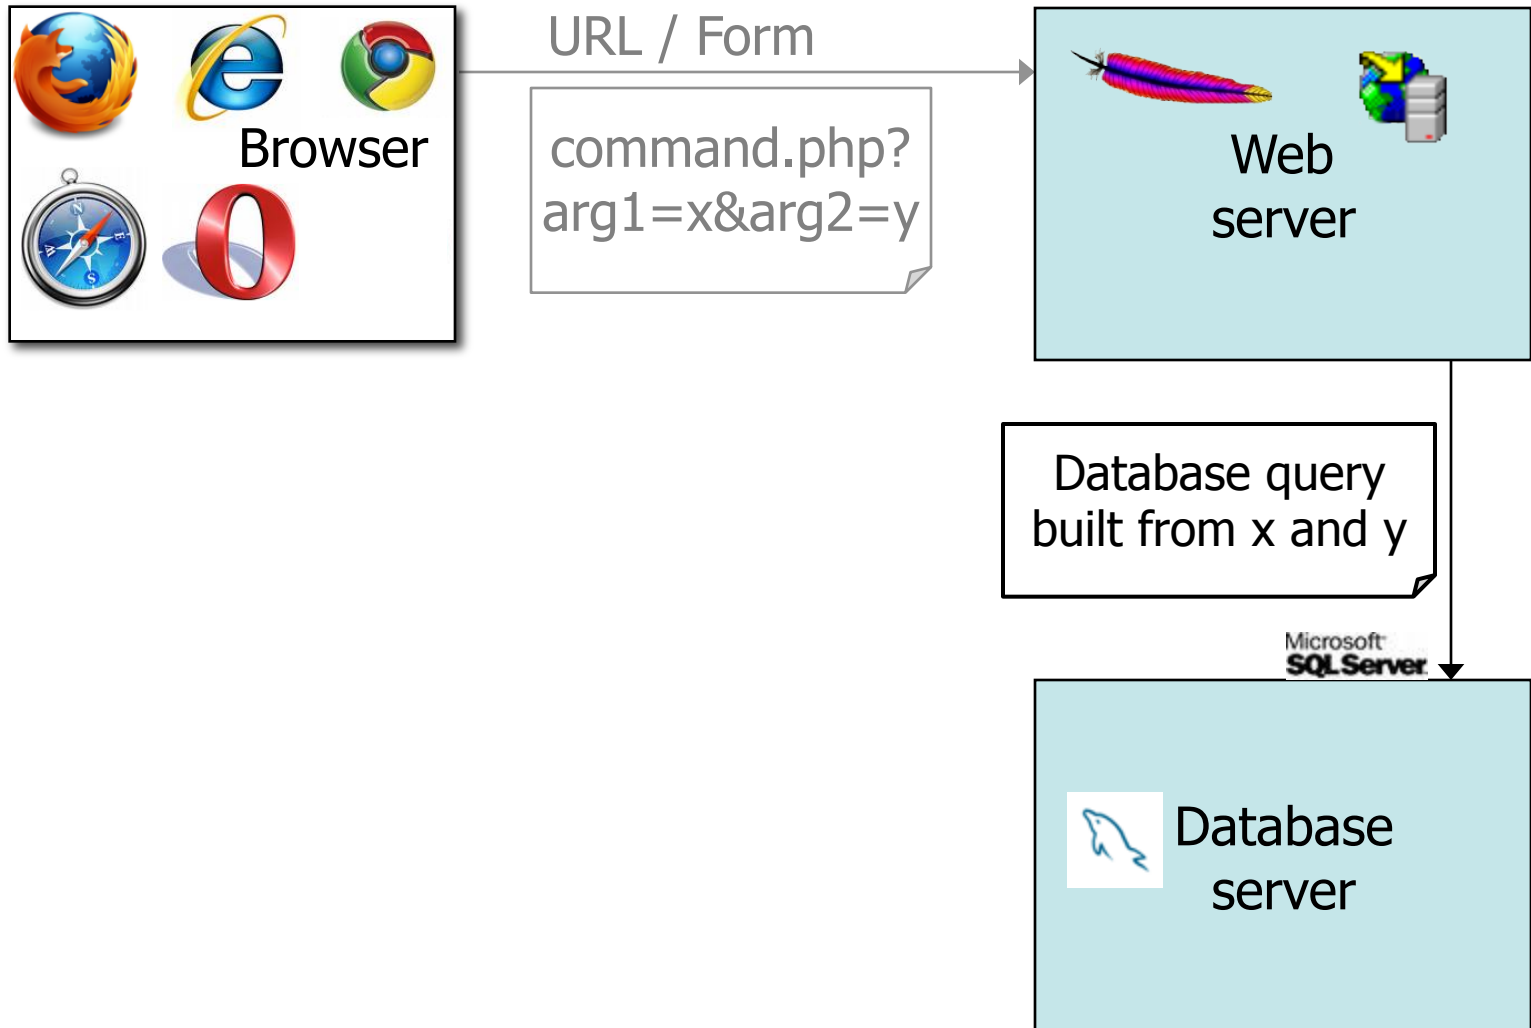 URL / Form
Browser
command.php?
arg1=x&arg2=y
Web
server
Database query
built from x and y
Microsoft
SQL Server
Database
server